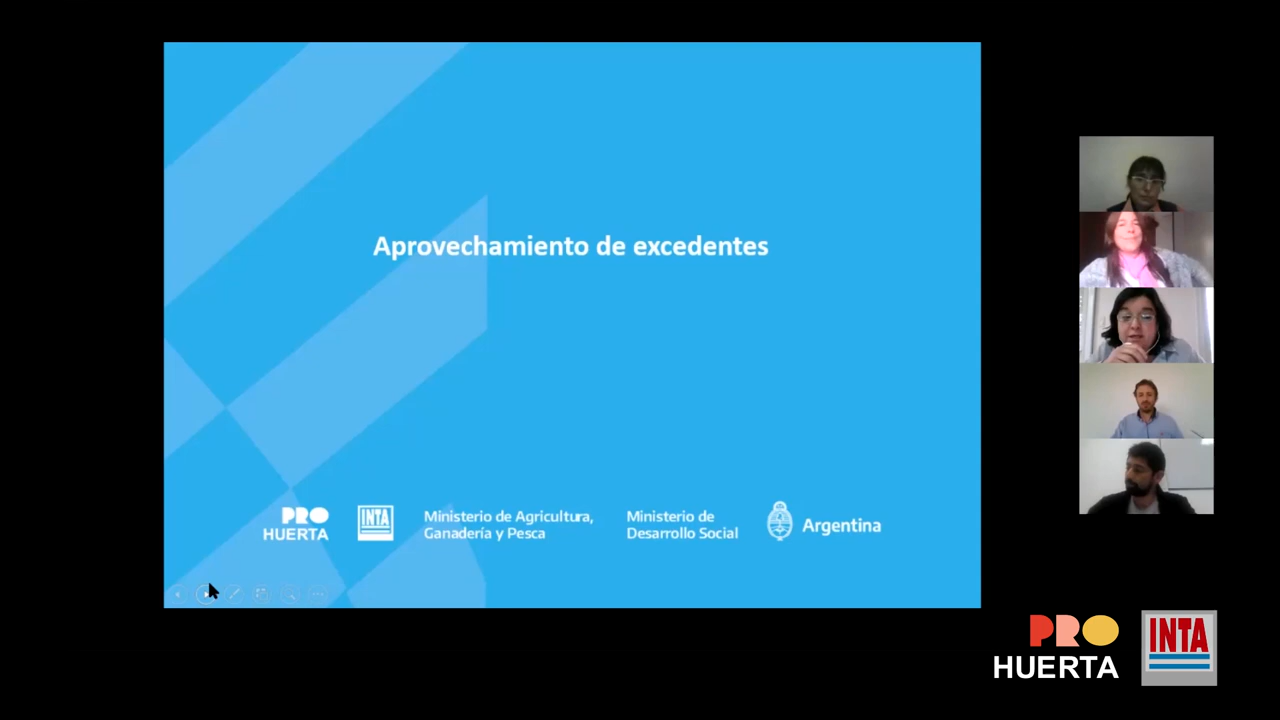 Aprovechamiento de excedentes
PRO
HUERTA
INTA
Ministerio de Agricultura,
Ganadería y Pesca
Ministerio de
Desarrollo Social
Argentina
PRO
HUERTA
INTA